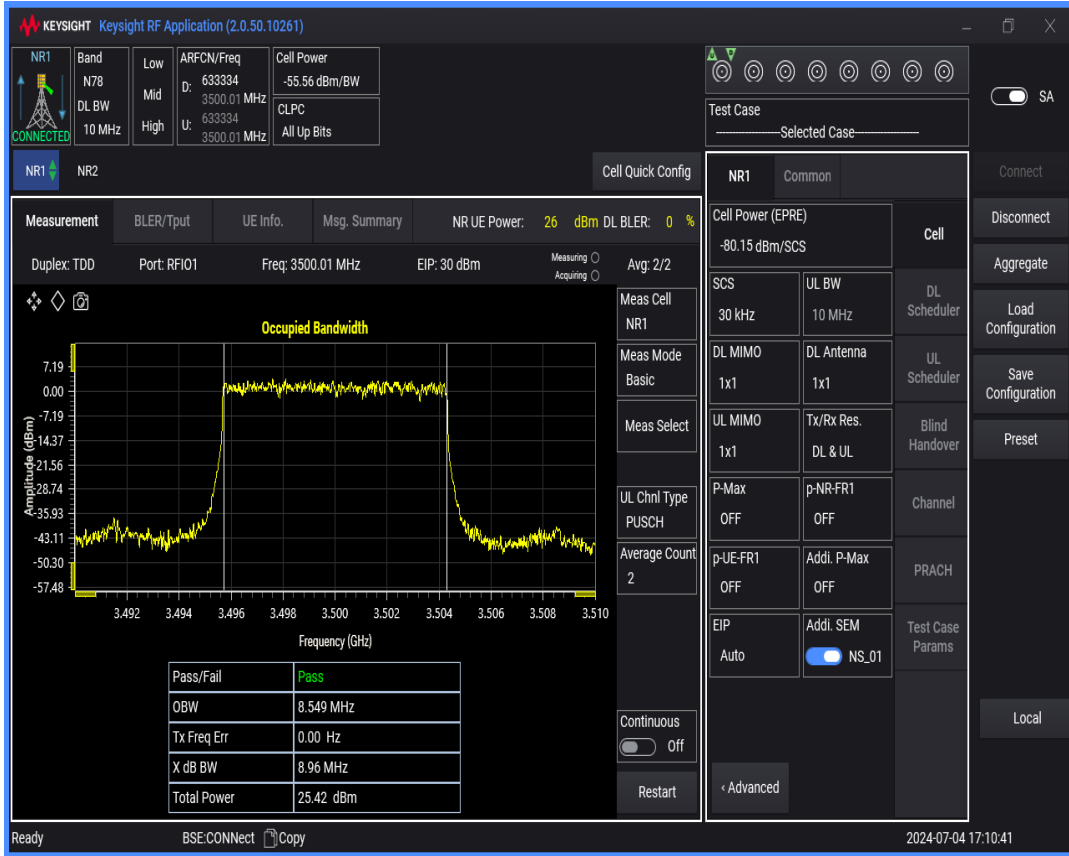 KEYSIGHT Keysight RF Application (2.0.50.10261)
NR1
CONNECTED
Band
N78
DL BW
10 MHz
Low
Mid
High
ARFCN/Freq
D: 633334
3500.01 MHz
U: 633334
3500.01 MHz
Cell Power
-55.56 dBm/BW
CLPC
All Up Bits
Test Case
--------------------Selected Case-----------------
SA
NR1
NR2
Cell Quick Config
Measurement
BLER/Tput
UE Info.
Msg. Summary
NR UE Power: 26 dBm DL BLER: 0 %
Duplex: TDD
Port: RFIO1
Freq: 3500.01 MHz
EIP: 30 dBm
Measuring
Acquiring
Avg: 2/2
Occupied Bandwidth
Amplitude (dBm)
7.19
0.00
-7.19
-14.37
-21.56
-28.74
-35.93
-43.11
-50.30
-57.48
3.492 3.494 3.496 3.498 3.500 3.502 3.504 3.506 3.508 3.510
Frequency (GHz)
Pass/Fail Pass
OBW 8.549 MHz
Tx Freq Err 0.00 Hz
X dB BW 8.96 MHz
Total Power 25.42 dBm
Meas Cell
NR1
Meas Mode
Basic
Meas Select
UL Chnl Type
PUSCH
Average Count
2
Continuous
Off
Restart
NR1
Common
Cell Power (EPRE)
-80.15 dBm/SCS
SCS
30 kHz
UL BW
10 MHz
DL MIMO
1x1
DL Antenna
1x1
UL MIMO
1x1
Tx/Rx Res.
DL & UL
P-Max
OFF
p-NR-FR1
OFF
p-UE-FR1
OFF
Addi. P-Max
OFF
EIP
Auto
Addi. SEM
NS_01
‹ Advanced
Cell
DL
Scheduler
UL
Scheduler
Blind
Handover
Channel
PRACH
Test Case
Params
Connect
Disconnect
Aggregate
Load
Configuration
Save
Configuration
Preset
Local
Ready
BSE:CONNect
Copy
2024-07-04 17:10:41